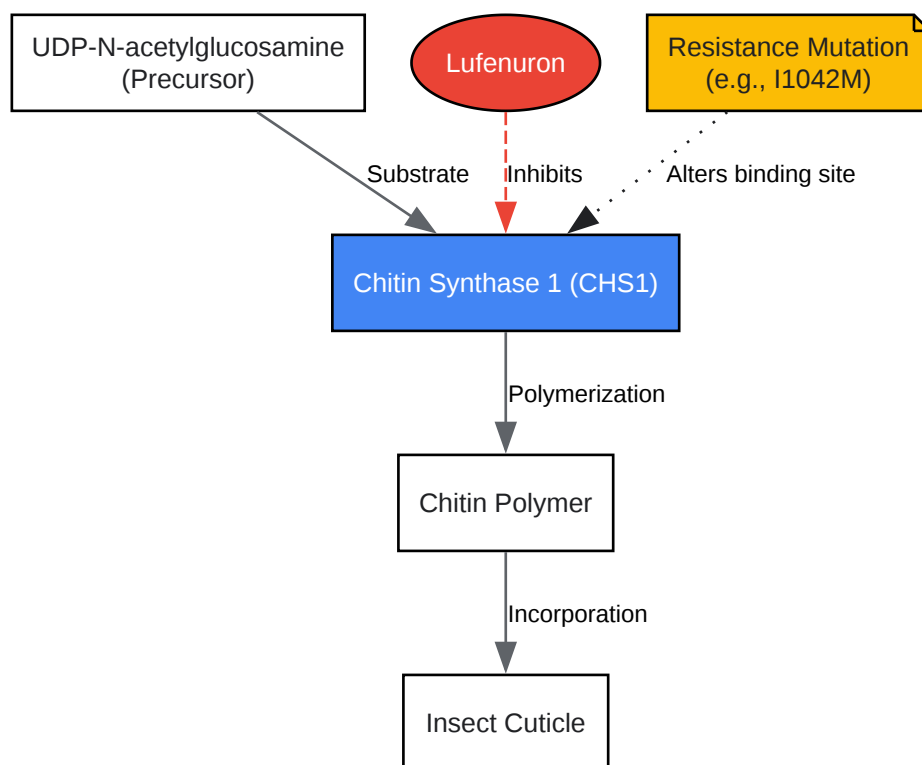 UDP-N-acetylglucosamine
(Precursor)
Lufenuron
Resistance Mutation
(e.g., I1042M)
Substrate
Inhibits
Alters binding site
Chitin Synthase 1 (CHS1)
Polymerization
Chitin Polymer
Incorporation
Insect Cuticle